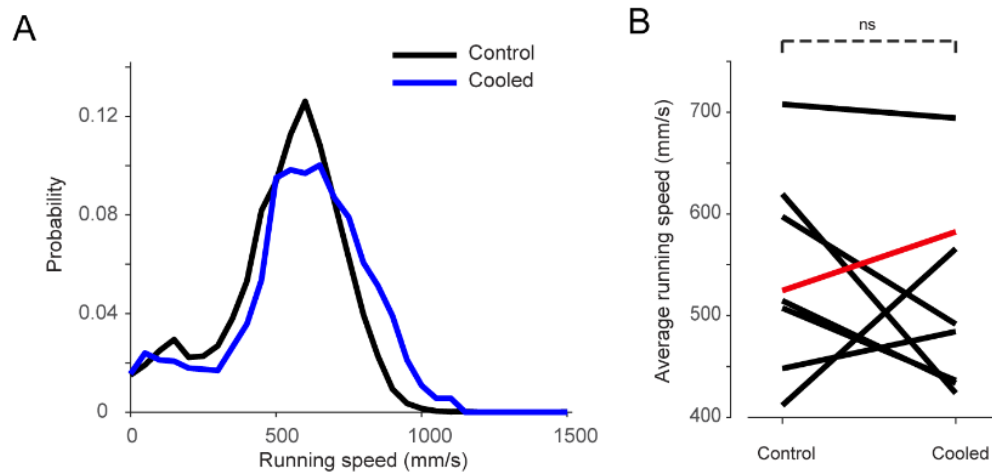 A
Control
Cooled
0.12
0.08
0.04
0
Probability
0
500
1000
1500
Running speed (mm/s)
B
ns
700
600
500
400
Average running speed (mm/s)
Control
Cooled